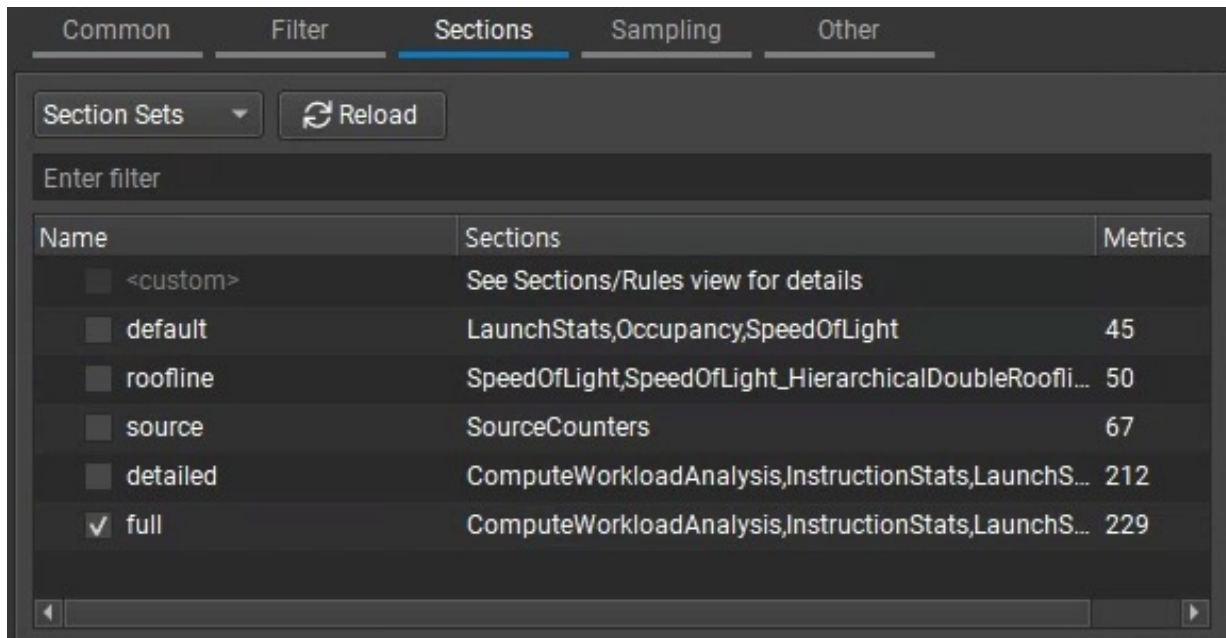 Common Filter Sections Sampling Other
Section Sets Reload
Enter filter
Name Sections Metrics
<custom> See Sections/Rules view for details
default LaunchStats,Occupancy,SpeedOfLight 45
roofline SpeedOfLight,SpeedOfLight_HierarchicalDoubleRoofli... 50
source SourceCounters 67
detailed ComputeWorkloadAnalysis,InstructionStats,LaunchS... 212
full ComputeWorkloadAnalysis,InstructionStats,LaunchS... 229